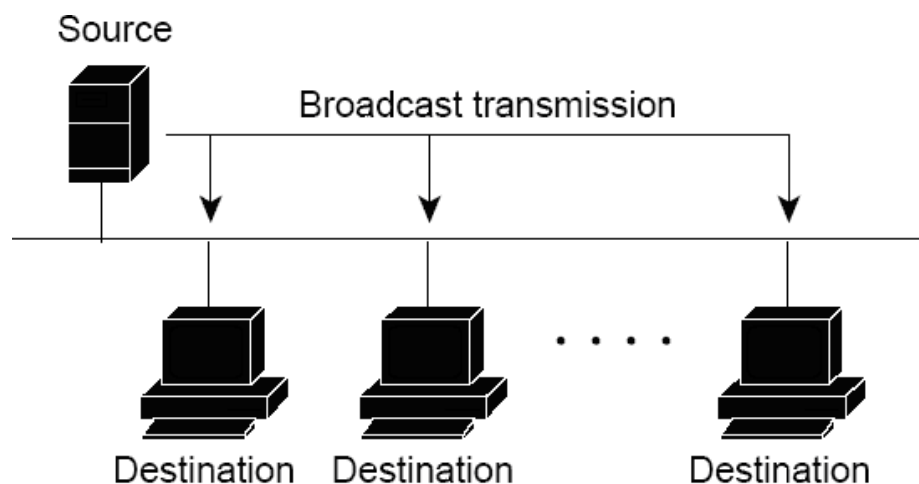 Source
Broadcast transmission
Destination
Destination
Destination